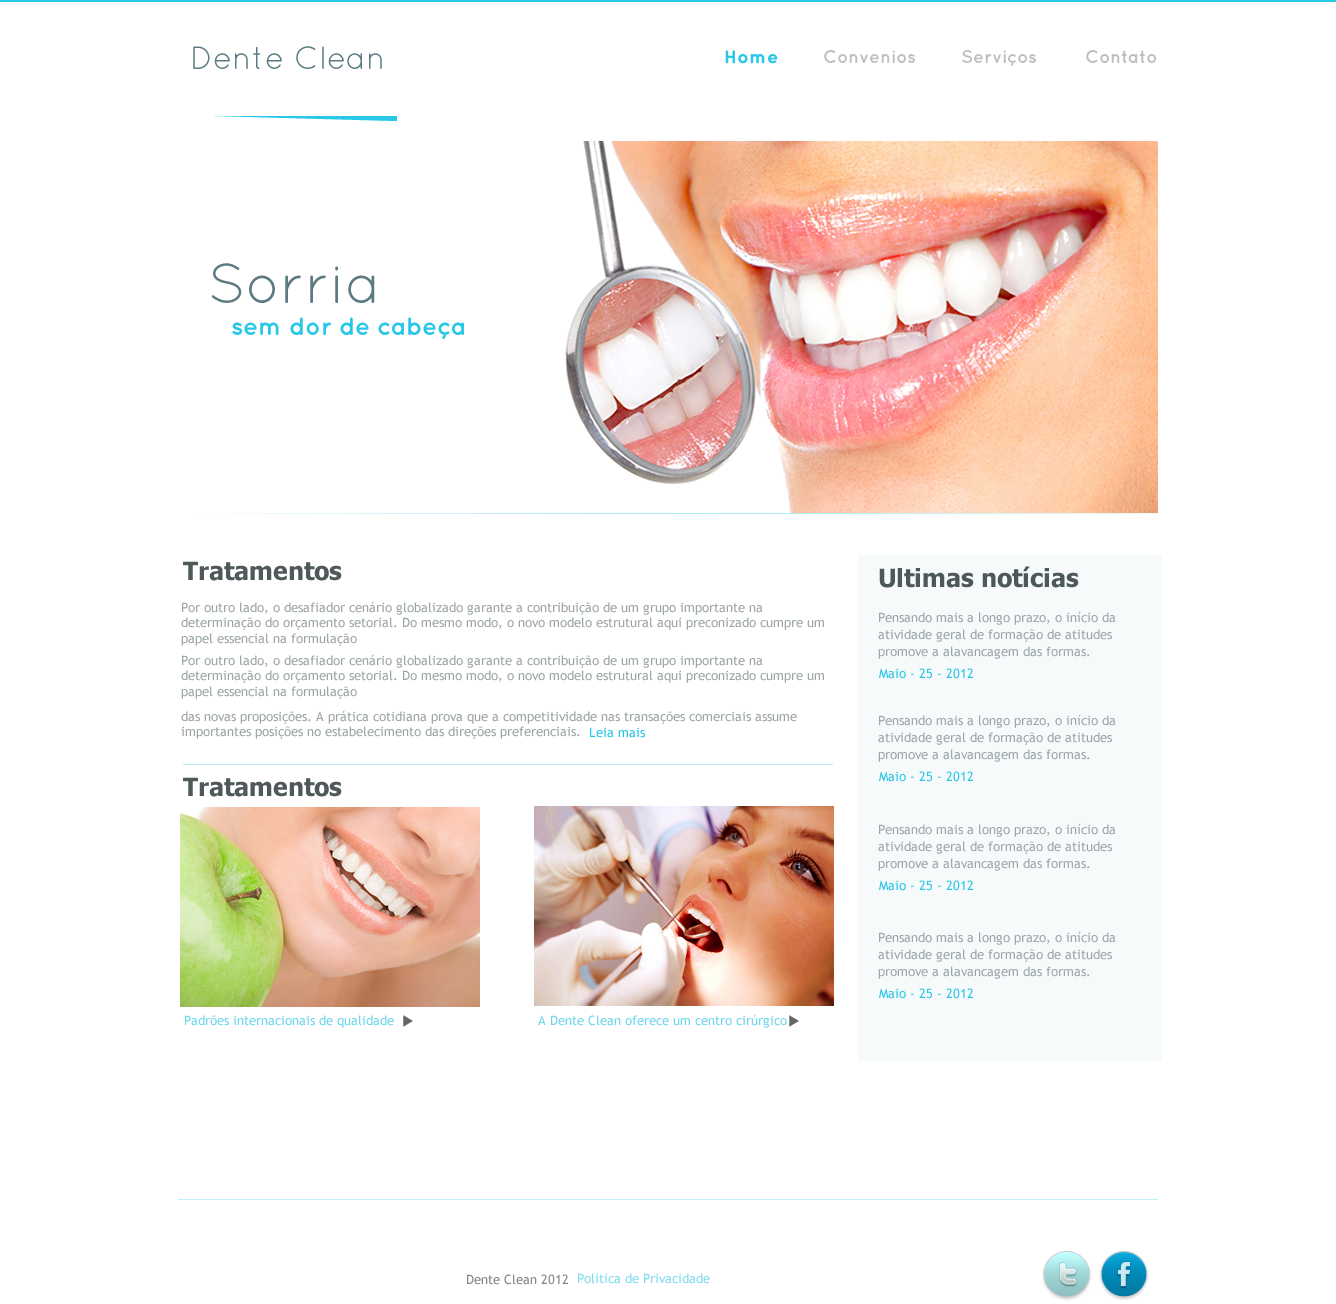 Dente Clean
Home Convenios Serviços Contato
Sorria
sem dor de cabeça
Tratamentos
Por outro lado, o desafiador cenário globalizado garante a contribuição de um grupo importante na
determinação do orçamento setorial. Do mesmo modo, o novo modelo estrutural aqui preconizado cumpre um
papel essencial na formulação
Por outro lado, o desafiador cenário globalizado garante a contribuição de um grupo importante na
determinação do orçamento setorial. Do mesmo modo, o novo modelo estrutural aqui preconizado cumpre um
papel essencial na formulação
das novas proposições. A prática cotidiana prova que a competitividade nas transações comerciais assume
importantes posições no estabelecimento das direções preferenciais. Leia mais
Tratamentos
Padrões internacionais de qualidade
A Dente Clean oferece um centro cirúrgico
Ultimas notícias
Pensando mais a longo prazo, o início da
atividade geral de formação de atitudes
promove a alavancagem das formas.
Maio - 25 - 2012
Pensando mais a longo prazo, o início da
atividade geral de formação de atitudes
promove a alavancagem das formas.
Maio - 25 - 2012
Pensando mais a longo prazo, o início da
atividade geral de formação de atitudes
promove a alavancagem das formas.
Maio - 25 - 2012
Pensando mais a longo prazo, o início da
atividade geral de formação de atitudes
promove a alavancagem das formas.
Maio - 25 - 2012
Dente Clean 2012 Politica de Privacidade